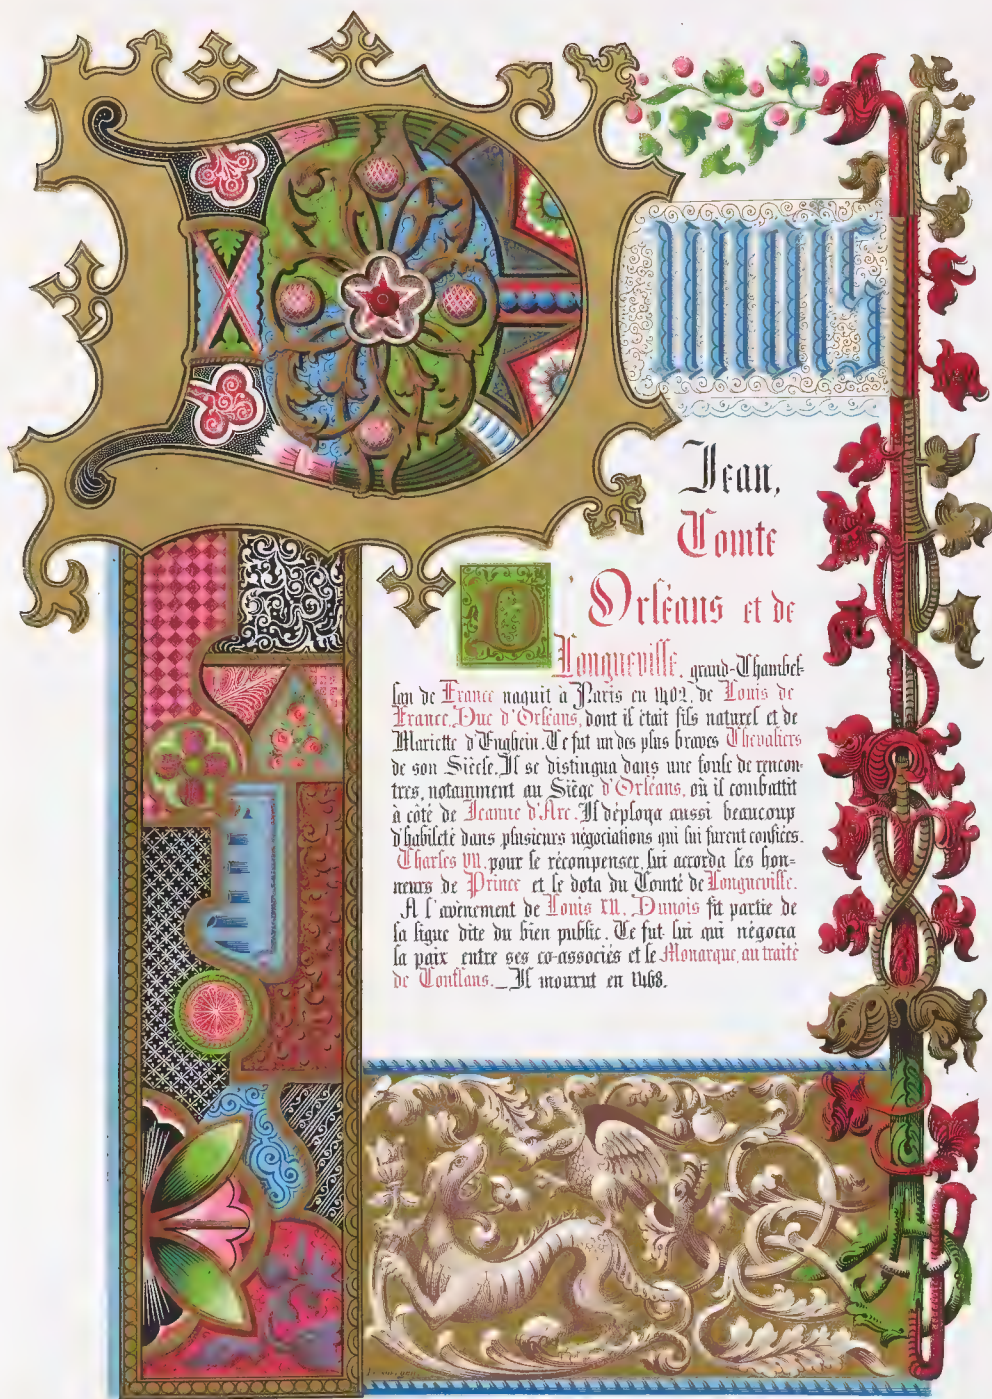 DUNOIS
Jean,
Comte
D'Orléans et de
Longueville, grand-Chambel-
lan de France naquit à Paris en 1402, de Louis de
France, Duc d'Orléans, dont il était fils naturel et de
Mariette d'Enghein. Ce fut un des plus braves Chevaliers
de son Siècle. Il se distingua dans une foule de rencon-
tres, notamment au Siège d'Orléans, où il combattit
à côté de Jeanne d'Arc. Il déploya aussi beaucoup
d'habileté dans plusieurs négociations qui lui furent confiées.
Charles VII, pour le récompenser, lui accorda les hon-
neurs de Prince et le dota du Comté de Longueville.
A l'avènement de Louis XII, Dunois fit partie de
la ligue dite du bien public. Ce fut lui qui négocia
la paix entre ses co-associés et le Monarque, au traité
de Conflans. _ Il mourut en 1468.